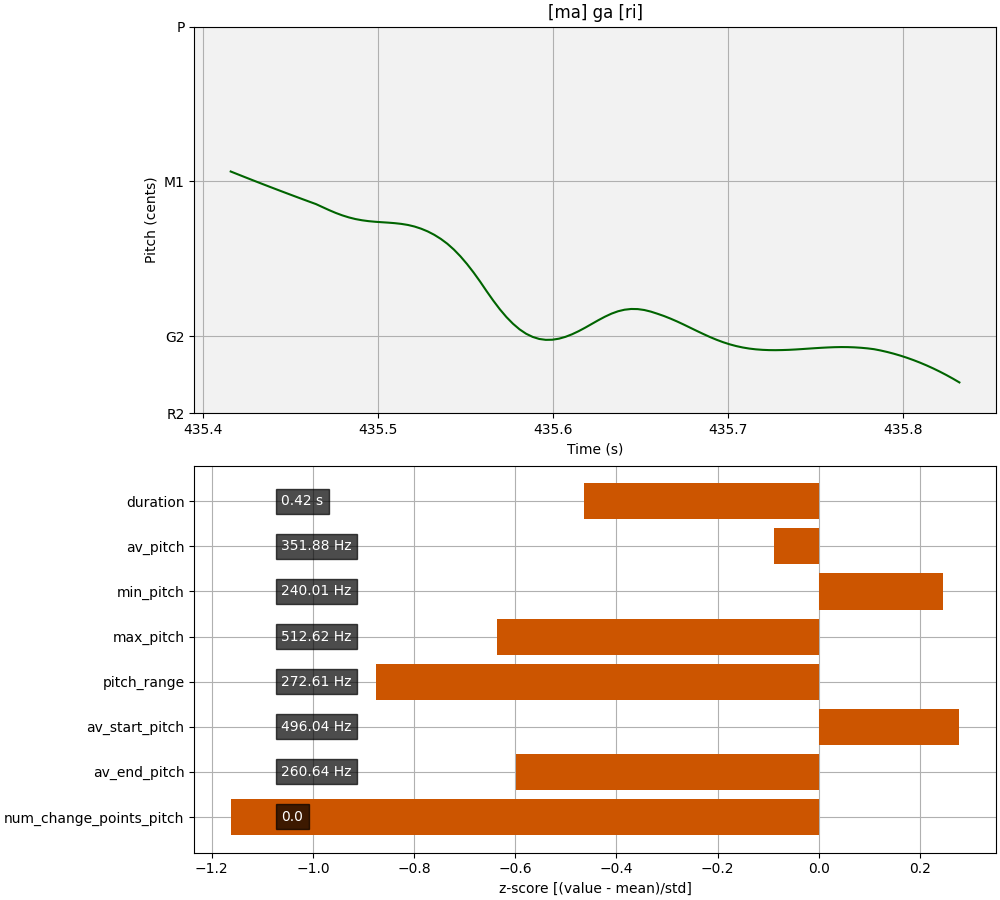 [ma] ga [ri]
P
M1
G2
R2
Pitch (cents)
435.4 435.5 435.6 435.7 435.8
Time (s)
duration 0.42 s
av_pitch 351.88 Hz
min_pitch 240.01 Hz
max_pitch 512.62 Hz
pitch_range 272.61 Hz
av_start_pitch 496.04 Hz
av_end_pitch 260.64 Hz
num_change_points_pitch 0.0
−1.2 −1.0 −0.8 −0.6 −0.4 −0.2 0.0 0.2
z-score [(value - mean)/std]